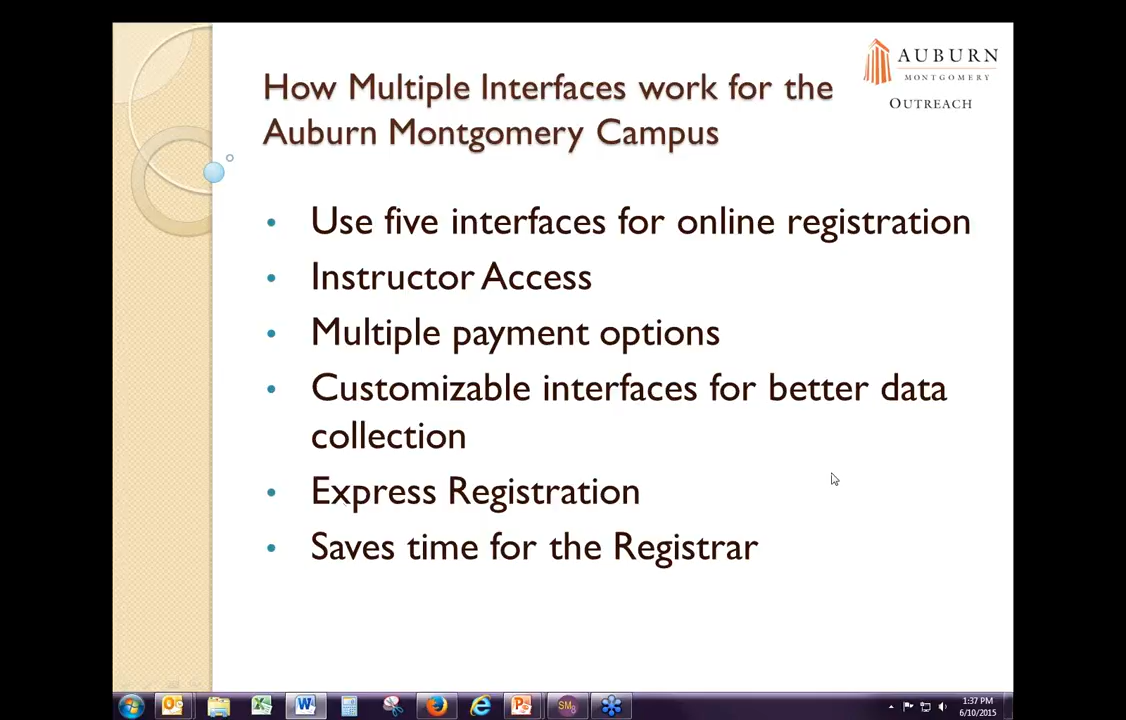 AUBURN
MONTGOMERY
OUTREACH
How Multiple Interfaces work for the
Auburn Montgomery Campus
• Use five interfaces for online registration
• Instructor Access
• Multiple payment options
• Customizable interfaces for better data
collection
• Express Registration
• Saves time for the Registrar
SM
1:37 PM
6/10/2015